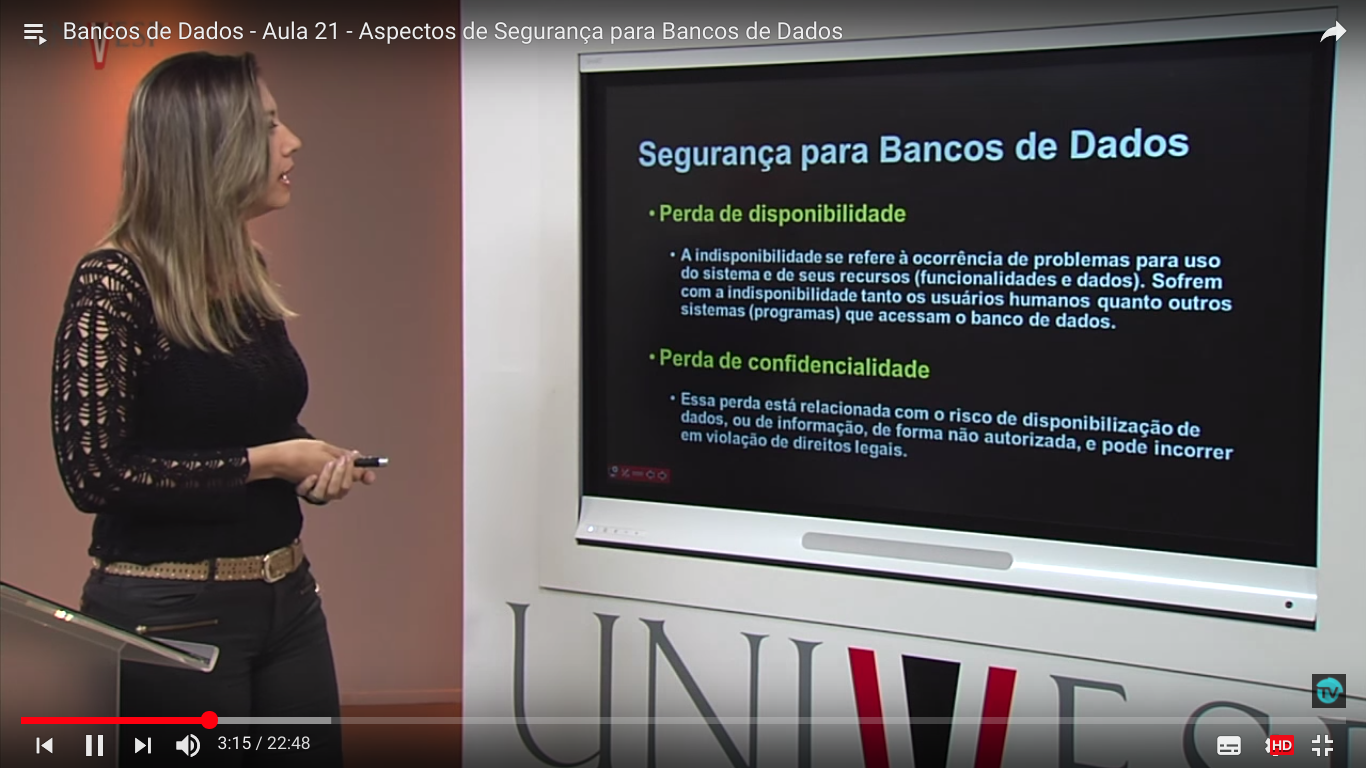 Bancos de Dados - Aula 21 - Aspectos de Segurança para Bancos de Dados
Segurança para Bancos de Dados
• Perda de disponibilidade
• A indisponibilidade se refere à ocorrência de problemas para uso
do sistema e de seus recursos (funcionalidades e dados). Sofrem
com a indisponibilidade tanto os usuários humanos quanto outros
sistemas (programas) que acessam o banco de dados.
• Perda de confidencialidade
• Essa perda está relacionada com o risco de disponibilização de
dados, ou de informação, de forma não autorizada, e pode incorrer
em violação de direitos legais.
UNIVESP
TV
3:15 / 22:48
HD